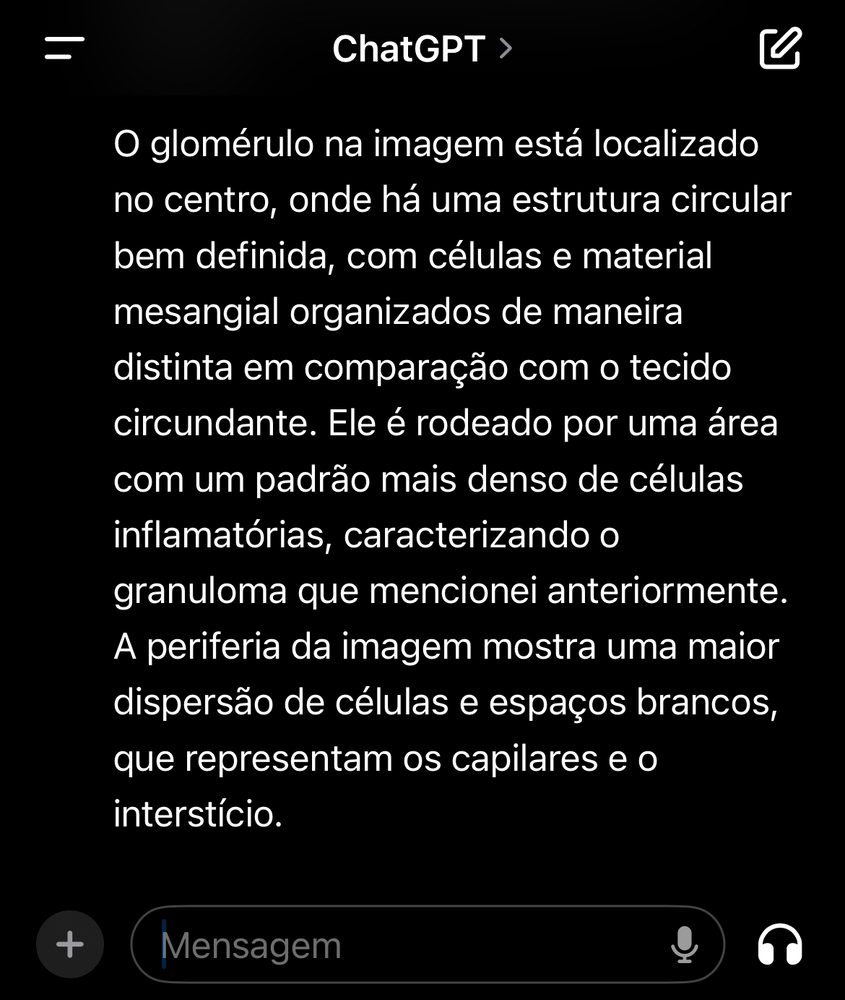 ChatGPT
O glomérulo na imagem está localizado
no centro, onde há uma estrutura circular
bem definida, com células e material
mesangial organizados de maneira
distinta em comparação com o tecido
circundante. Ele é rodeado por uma área
com um padrão mais denso de células
inflamatórias, caracterizando o
granuloma que mencionei anteriormente.
A periferia da imagem mostra uma maior
dispersão de células e espaços brancos,
que representam os capilares e o
interstício.
Mensagem